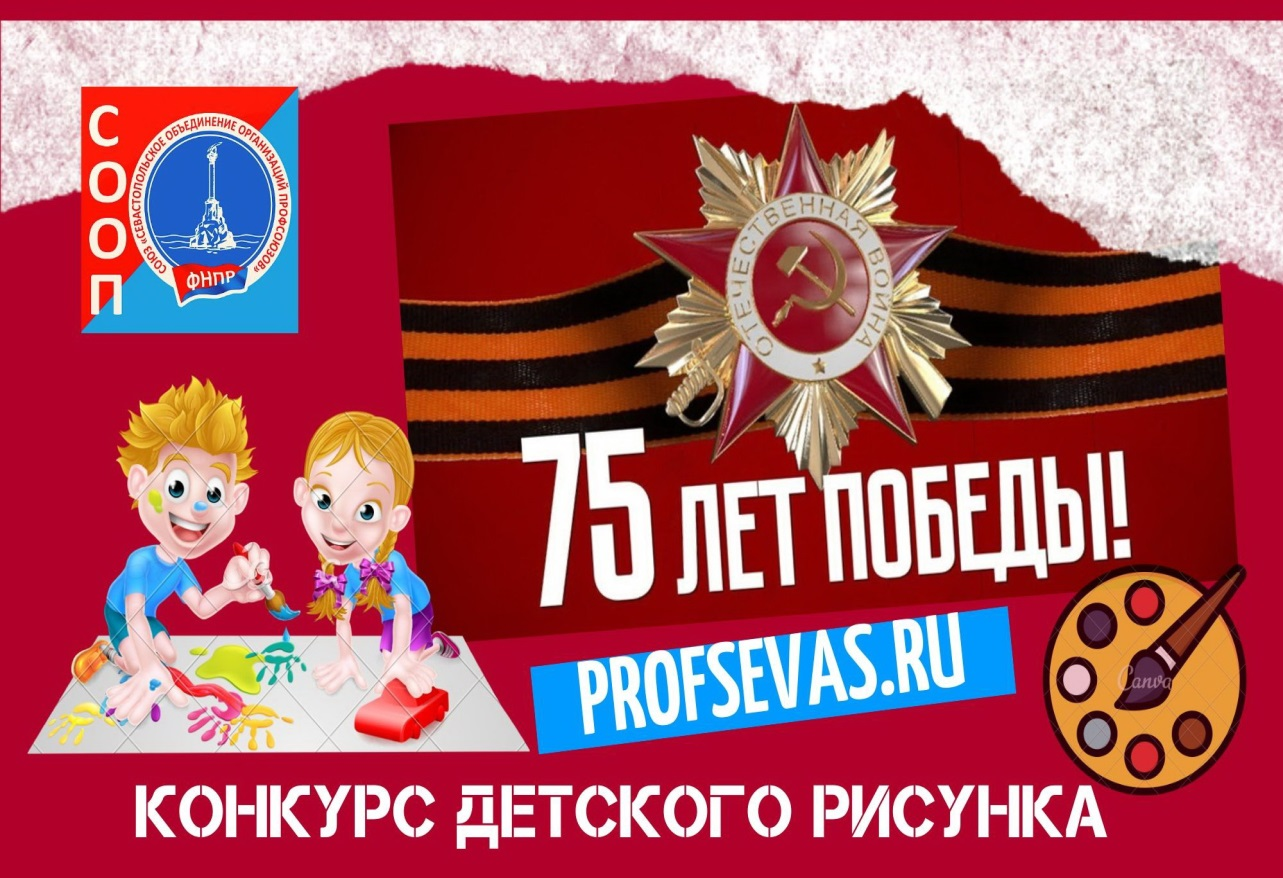 СООП
СОЮЗ «СЕВАСТОПОЛЬСКОЕ ОБЪЕДИНЕНИЕ ОРГАНИЗАЦИЙ ПРОФСОЮЗОВ»
ФНПР
ОТЕЧЕСТВЕННАЯ ВОЙНА
75 ЛЕТ ПОБЕДЫ!
PROFSEVAS.RU
Canva
КОНКУРС ДЕТСКОГО РИСУНКА